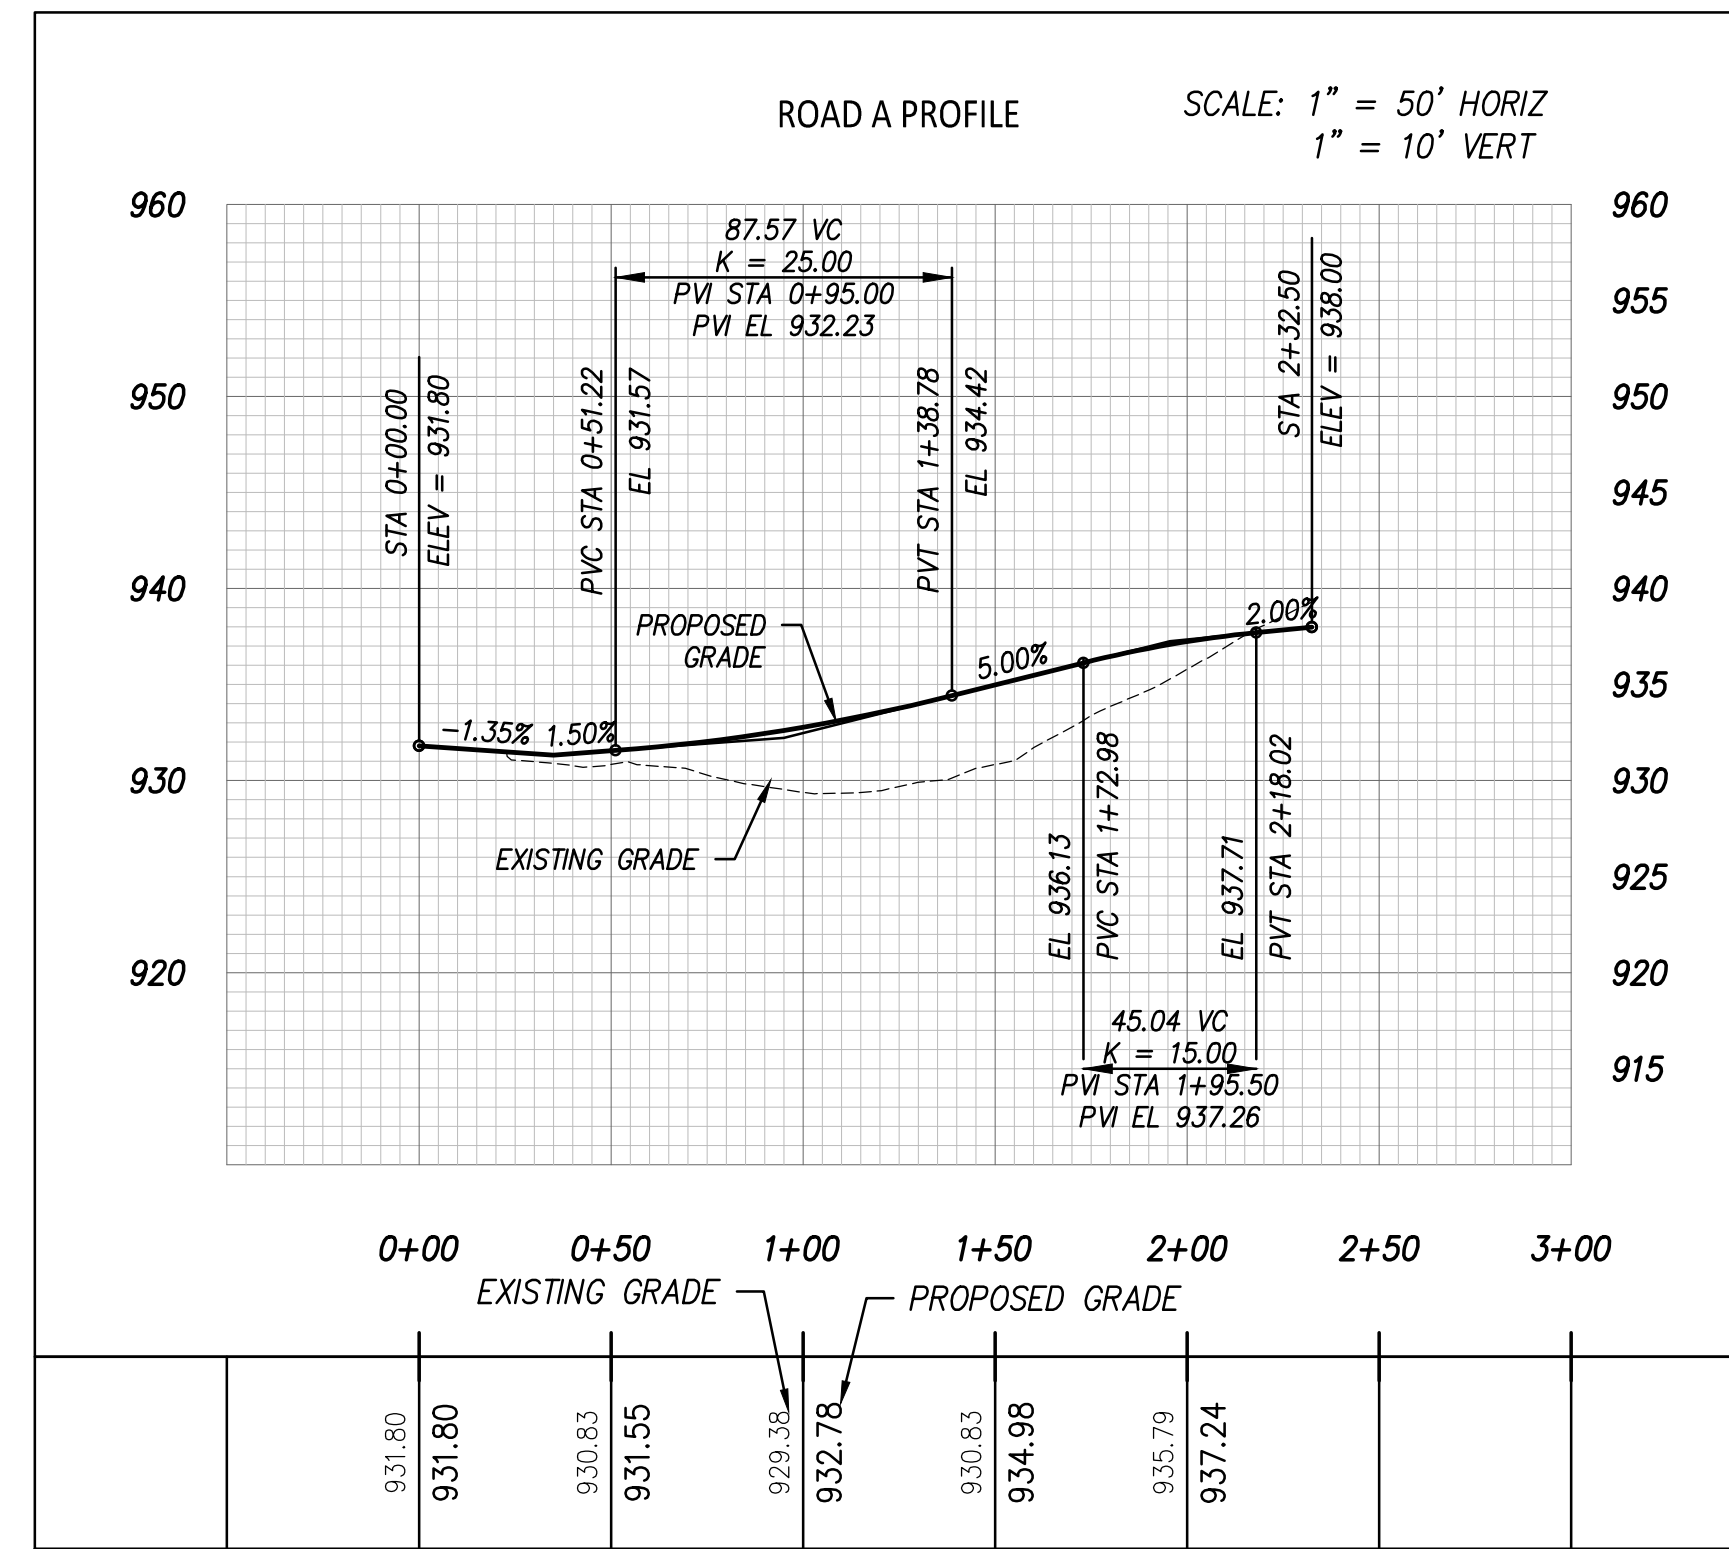 ROAD A PROFILE
SCALE: 1" = 50' HORIZ
1" = 10' VERT
960
960
955
950
950
945
940
940
935
930
930
925
920
920
915
87.57 VC
K = 25.00
PVI STA 0+95.00
PVI EL 932.23
STA 0+00.00
ELEV = 931.80
PVC STA 0+51.22
EL 931.57
PVT STA 1+38.78
EL 934.42
STA 2+32.50
ELEV = 938.00
PROPOSED
GRADE
-1.35%
1.50%
5.00%
2.00%
EXISTING GRADE
EL 936.13
PVC STA 1+72.98
EL 937.71
PVT STA 2+18.02
45.04 VC
K = 15.00
PVI STA 1+95.50
PVI EL 937.26
0+00
0+50
1+00
1+50
2+00
2+50
3+00
EXISTING GRADE
PROPOSED GRADE
931.80
931.80
930.83
931.55
929.38
932.78
930.83
934.98
935.79
937.24